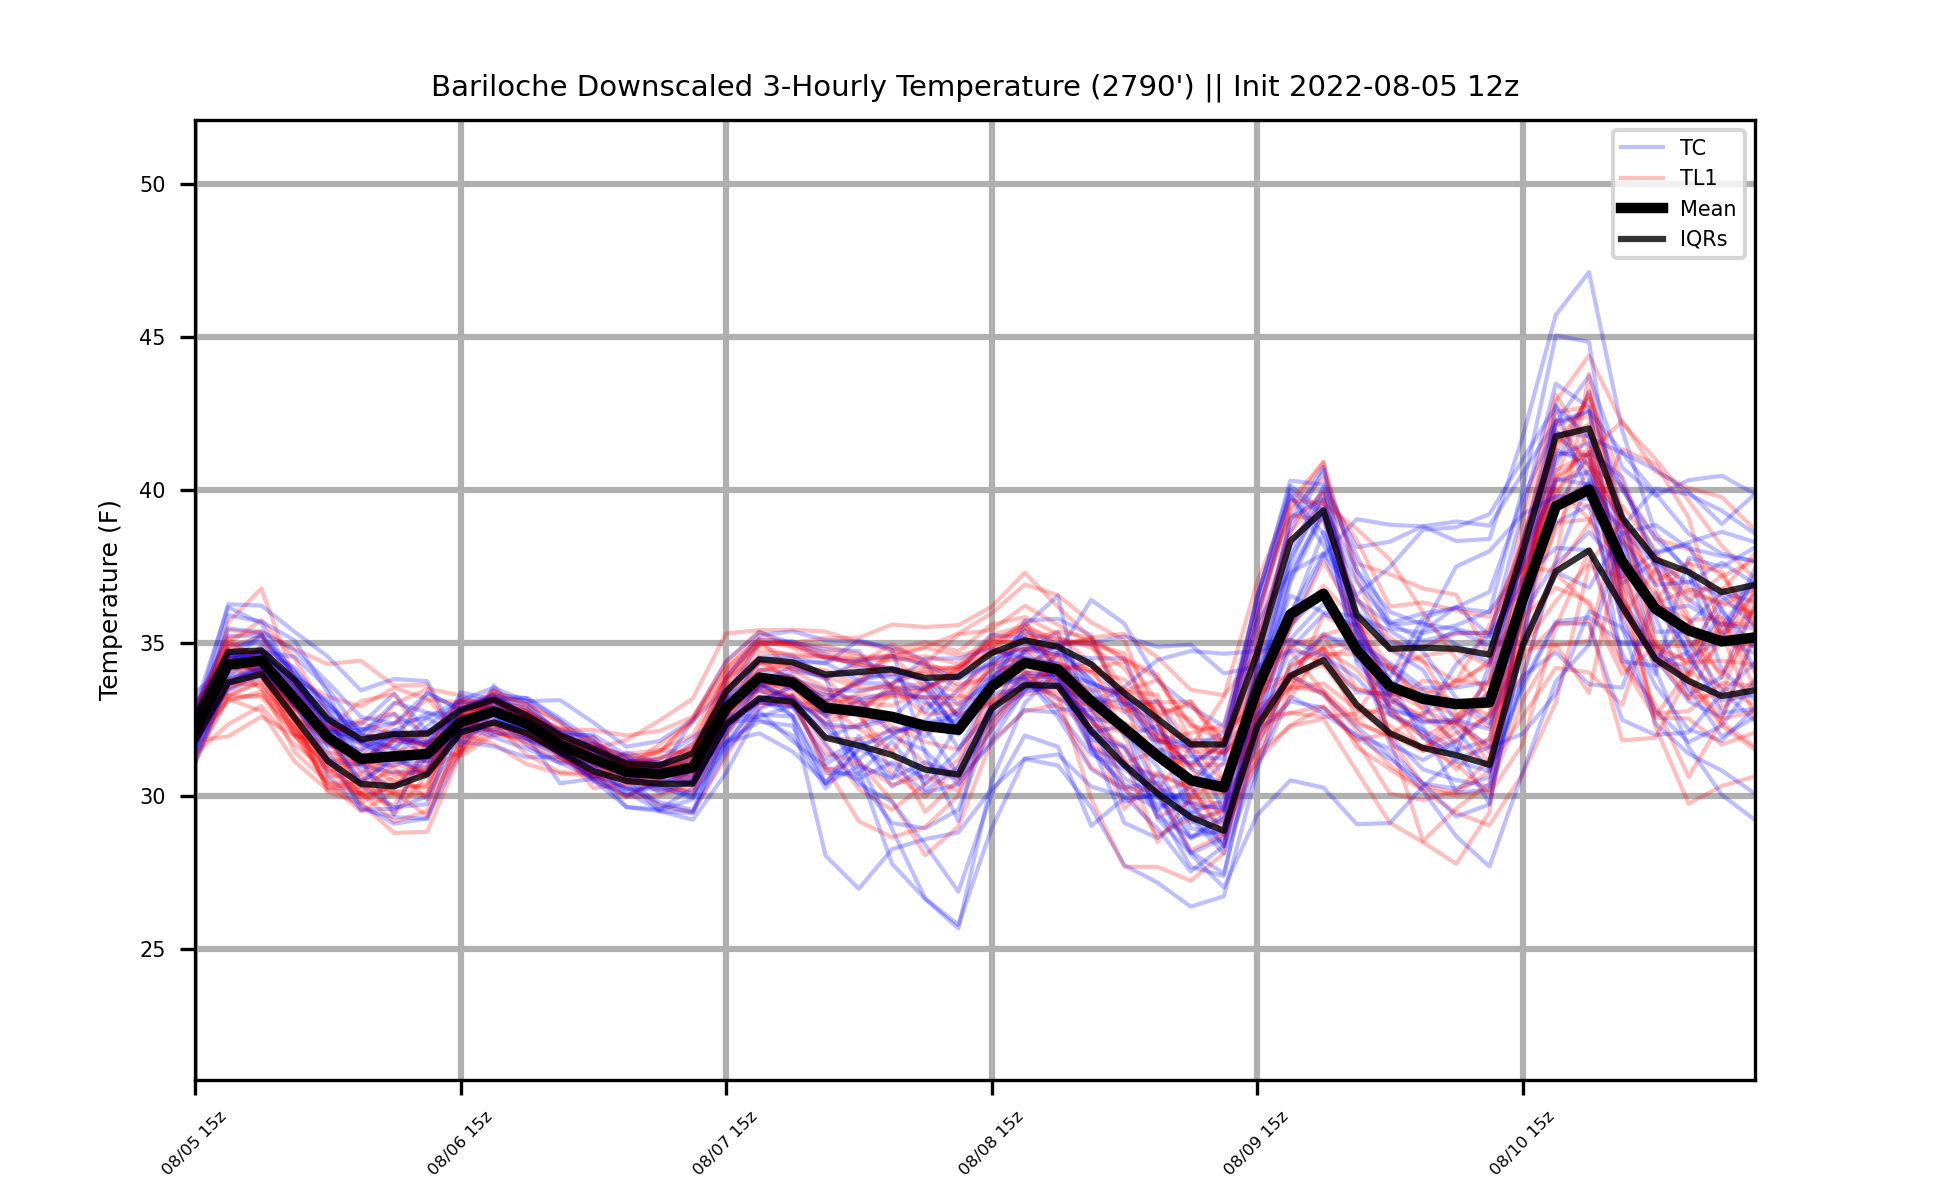 Bariloche Downscaled 3-Hourly Temperature (2790') || Init 2022-08-05 12z
TC
TL1
Mean
IQRs
Temperature (F)
50
45
40
35
30
25
08/05 15z
08/06 15z
08/07 15z
08/08 15z
08/09 15z
08/10 15z